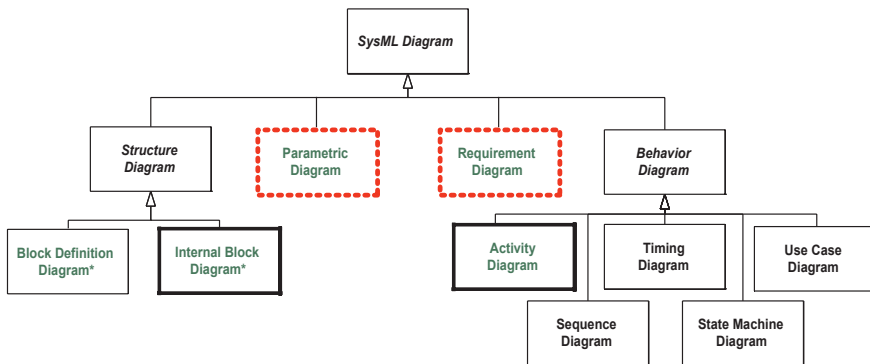 SysML Diagram
Structure
Diagram
Parametric
Diagram
Requirement
Diagram
Behavior
Diagram
Block Definition
Diagram*
Internal Block
Diagram*
Activity
Diagram
Timing
Diagram
Use Case
Diagram
Sequence
Diagram
State Machine
Diagram